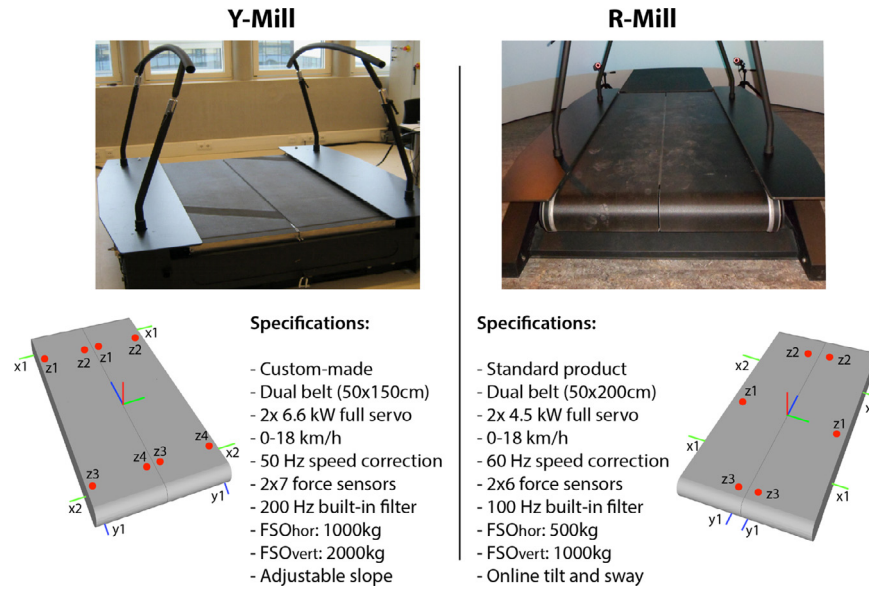 Y-Mill
R-Mill
Specifications:
- Custom-made
- Dual belt (50x150cm)
- 2x 6.6 kW full servo
- 0-18 km/h
- 50 Hz speed correction
- 2x7 force sensors
- 200 Hz built-in filter
- FSOhor: 1000kg
- FSOvert: 2000kg
- Adjustable slope
Specifications:
- Standard product
- Dual belt (50x200cm)
- 2x 4.5 kW full servo
- 0-18 km/h
- 60 Hz speed correction
- 2x6 force sensors
- 100 Hz built-in filter
- FSOhor: 500kg
- FSOvert: 1000kg
- Online tilt and sway
x1
x1
z1
z2
z1
z2
z3
z4
z3
z4
x2
x2
y1
y1
z2
z2
z1
z1
x2
x2
x1
x1
z3
z3
y1
y1